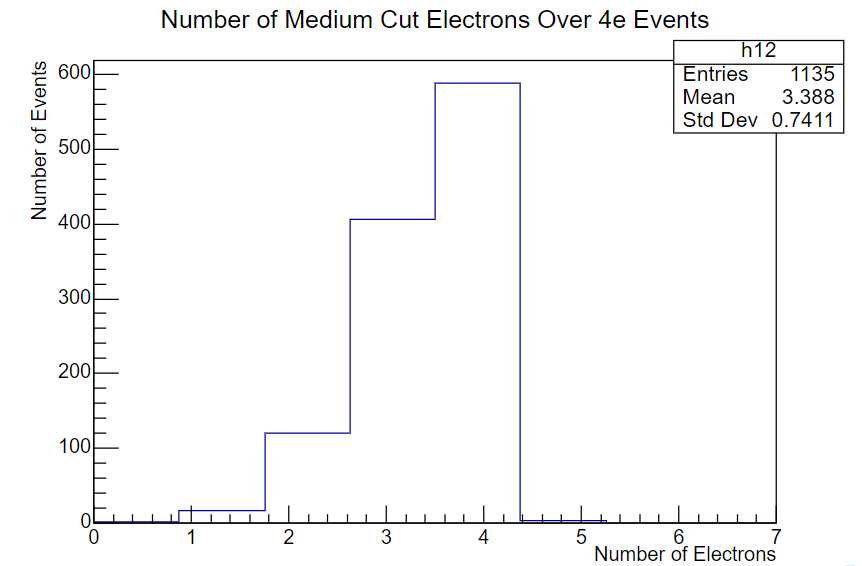 Number of Medium Cut Electrons Over 4e Events
h12
Entries 1135
Mean 3.388
Std Dev 0.7411
Number of Events
600
500
400
300
200
100
0
0 1 2 3 4 5 6 7
Number of Electrons